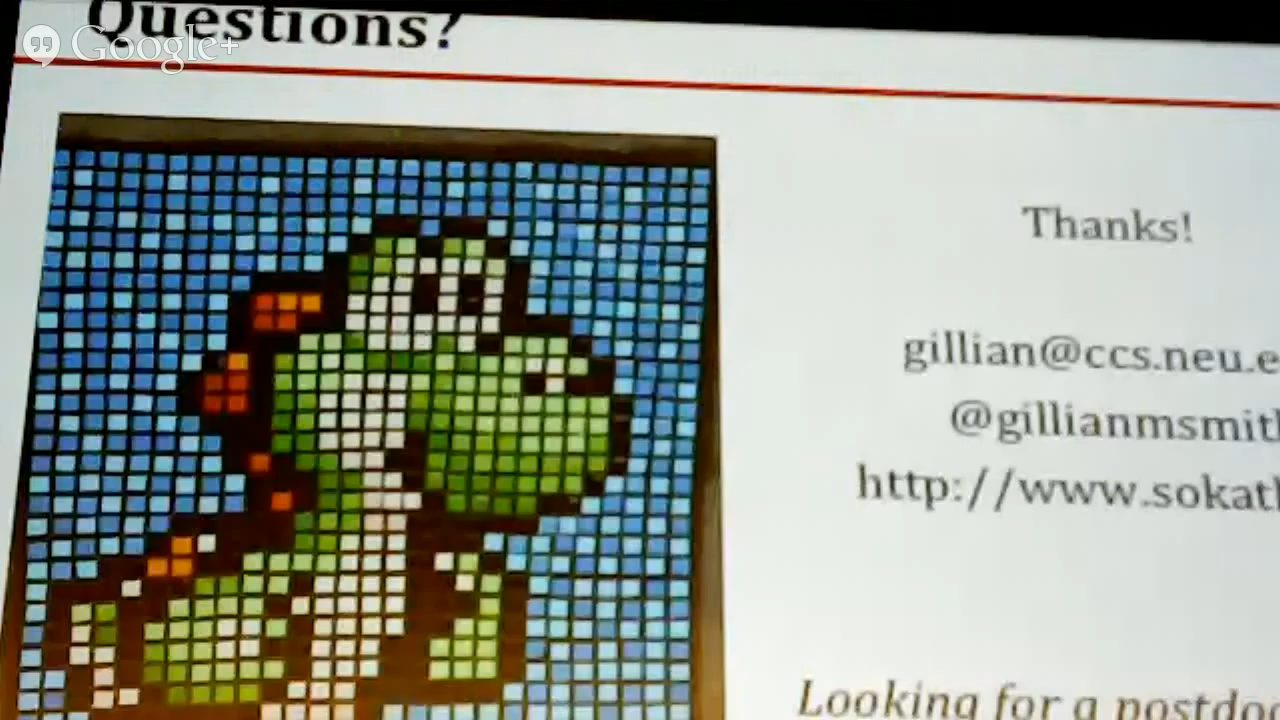 Questions?
Google+
Thanks!
gillian@ccs.neu.e
@gillianmsmit
http://www.sokat
Looking for a postdo